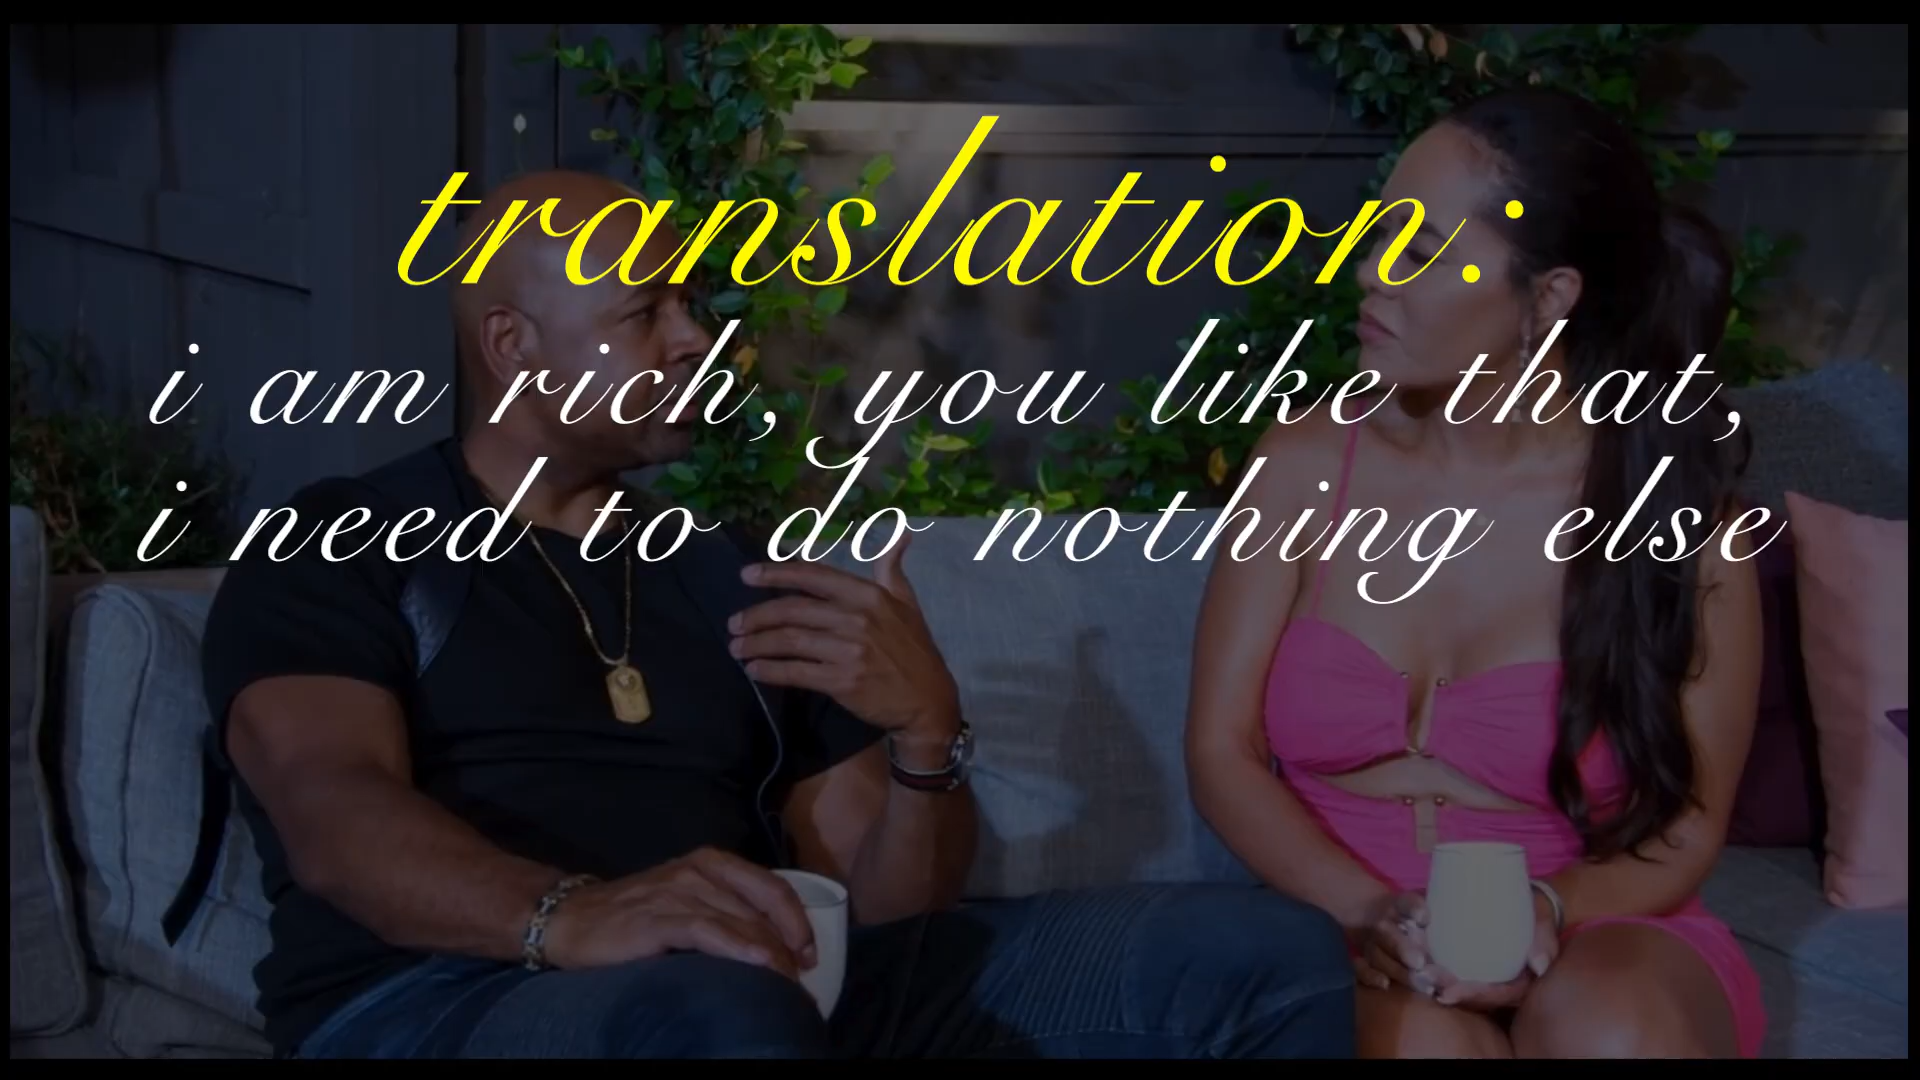 translation:
i am rich, you like that,
i need to do nothing else